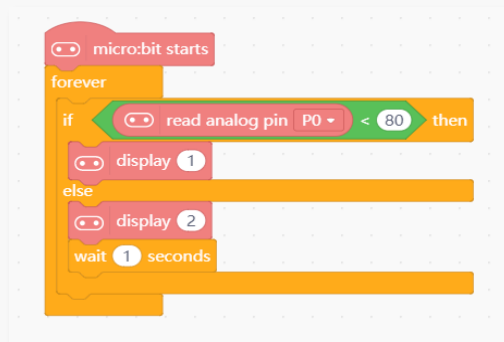 micro:bit starts
forever
if read analog pin P0 < 80 then
display 1
else
display 2
wait 1 seconds